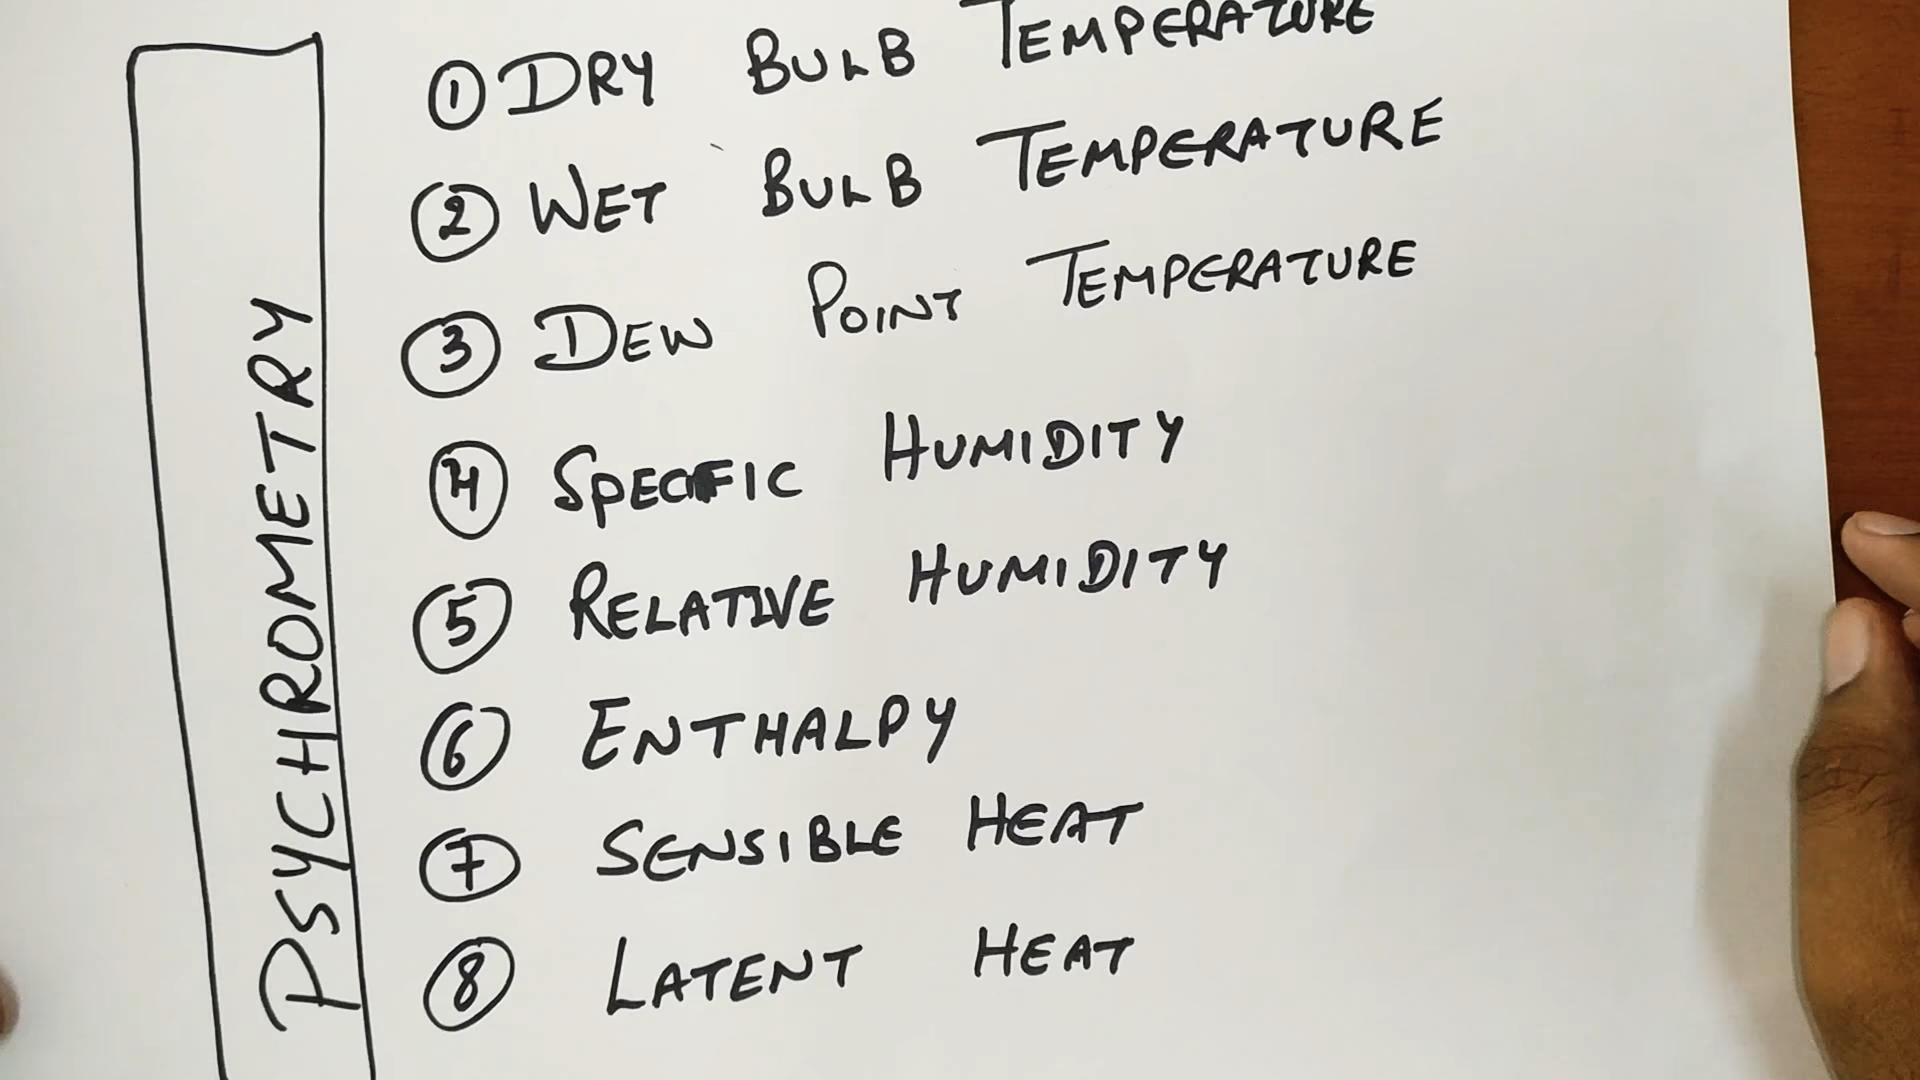 PSYCHROMETRY
① DRY BULB TEMPERATURE
② WET BULB TEMPERATURE
③ DEW POINT TEMPERATURE
④ SPECIFIC HUMIDITY
⑤ RELATIVE HUMIDITY
⑥ ENTHALPY
⑦ SENSIBLE HEAT
⑧ LATENT HEAT